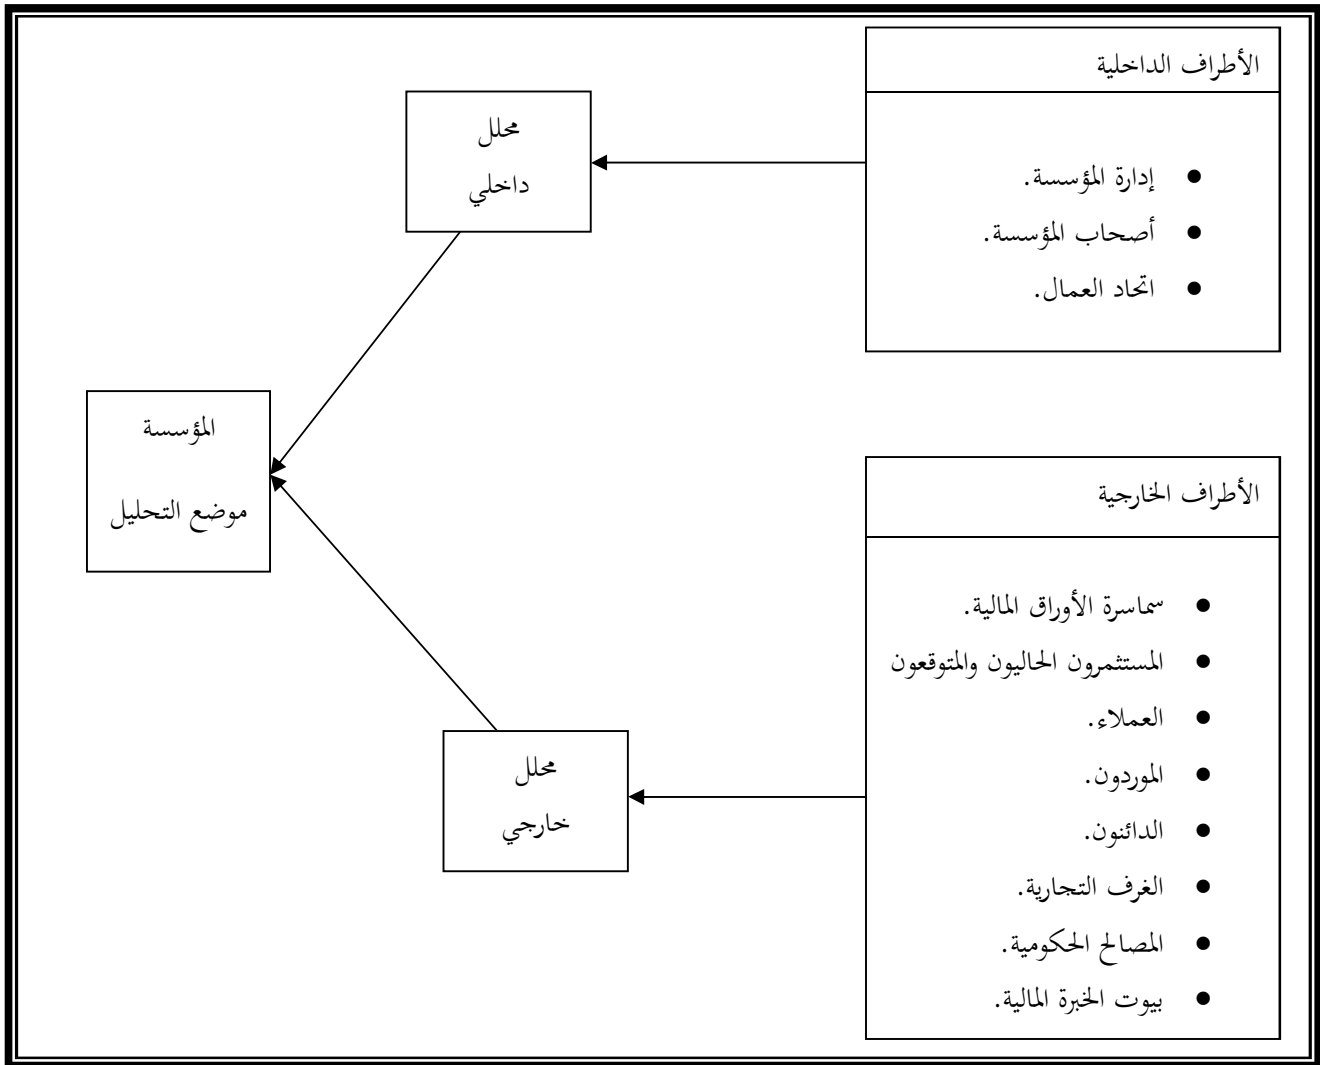 الأطراف الداخلية
● إدارة المؤسسة.
● أصحاب المؤسسة.
● اتحاد العمال.
محلل
داخلي
المؤسسة
موضع التحليل
الأطراف الخارجية
● سماسرة الأوراق المالية.
● المستثمرون الحاليون والمتوقعون
● العملاء.
● الموردون.
● الدائنون.
● الغرف التجارية.
● المصالح الحكومية.
● بيوت الخبرة المالية.
محلل
خارجي